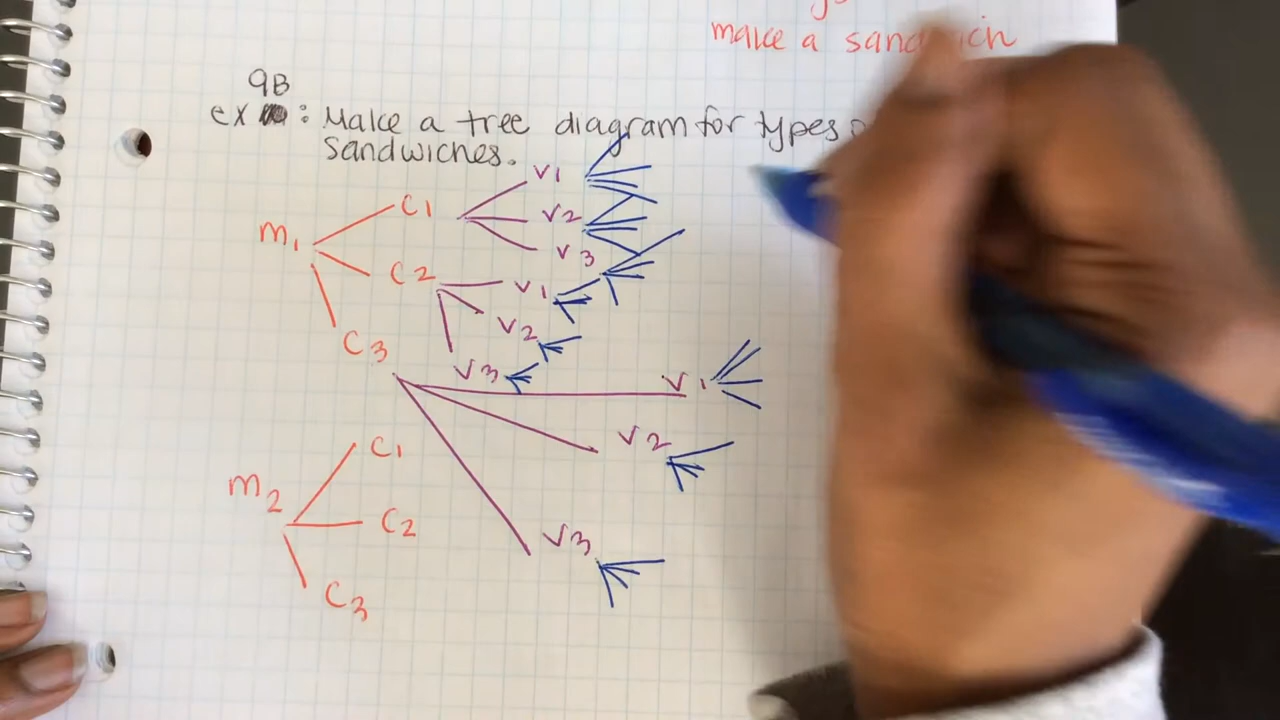 make a
9B
ex : Make a tree diagram for types
sandwiches.
m1
C1
V1
V2
V3
C2
V1
V2
V3
C3
V1
V2
V3
m2
C1
C2
C3